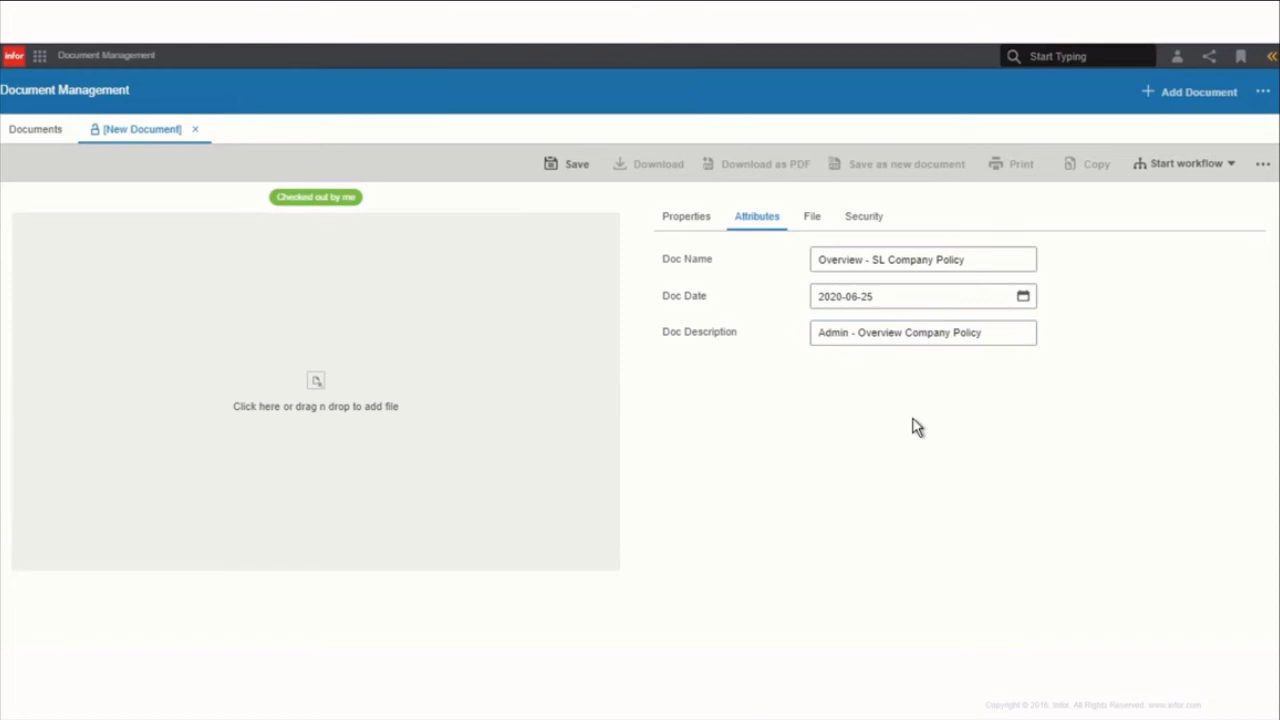 infor Document Management Start Typing
Document Management
Add Document
Documents [New Document] ×
Save Download Download as PDF Save as new document Print Copy Start workflow
Checked out by me
Properties Attributes File Security
Doc Name Overview - SL Company Policy
Doc Date 2020-06-25
Doc Description Admin - Overview Company Policy
Click here or drag n drop to add file
Copyright © 2016. Infor. All Rights Reserved. www.infor.com